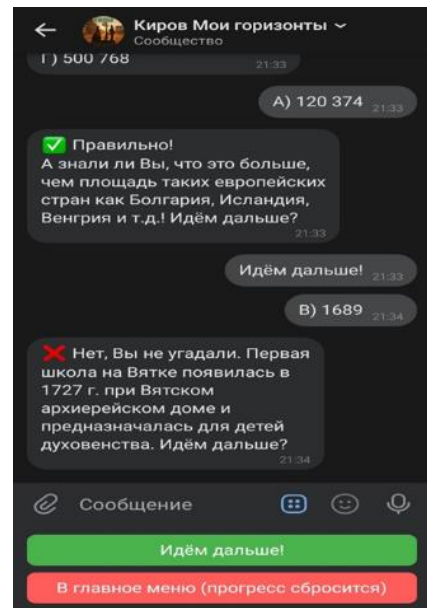 Киров Мои горизонты
Сообщество
Г) 500 768
21:33
А) 120 374 21:33
Правильно!
А знали ли Вы, что это больше,
чем площадь таких европейских
стран как Болгария, Исландия,
Венгрия и т.д.! Идём дальше?
21:33
Идём дальше! 21:33
В) 1689 21:34
Нет, Вы не угадали. Первая
школа на Вятке появилась в
1727 г. при Вятском
архиерейском доме и
предназначалась для детей
духовенства. Идём дальше?
21:34
Сообщение
Идём дальше!
В главное меню (прогресс сбросится)